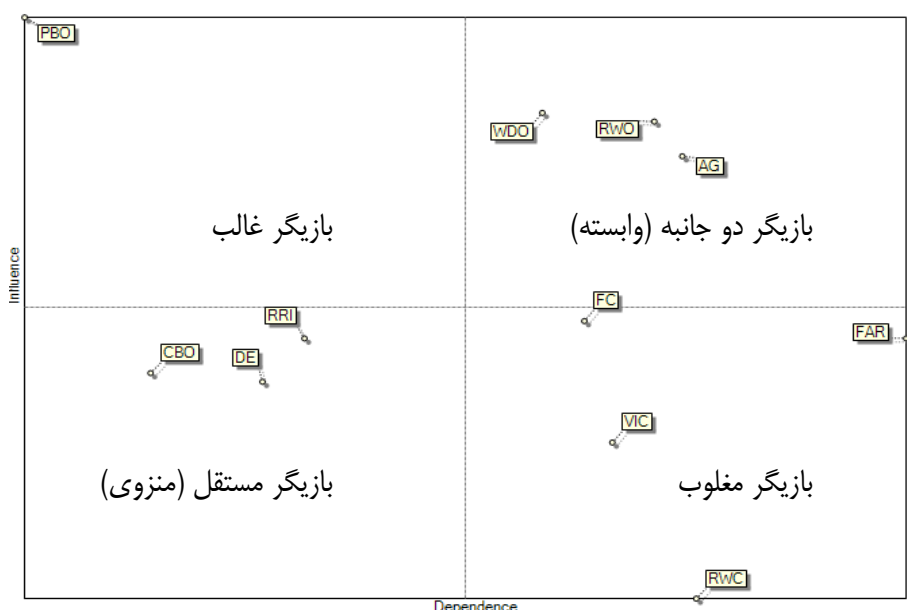 PBO
WDO
RWO
AG
بازیگر غالب
بازیگر دو جانبه (وابسته)
Influence
RRI
FC
FAR
CBO
DE
VIC
بازیگر مستقل (منزوی)
بازیگر مغلوب
RWC
Dependence